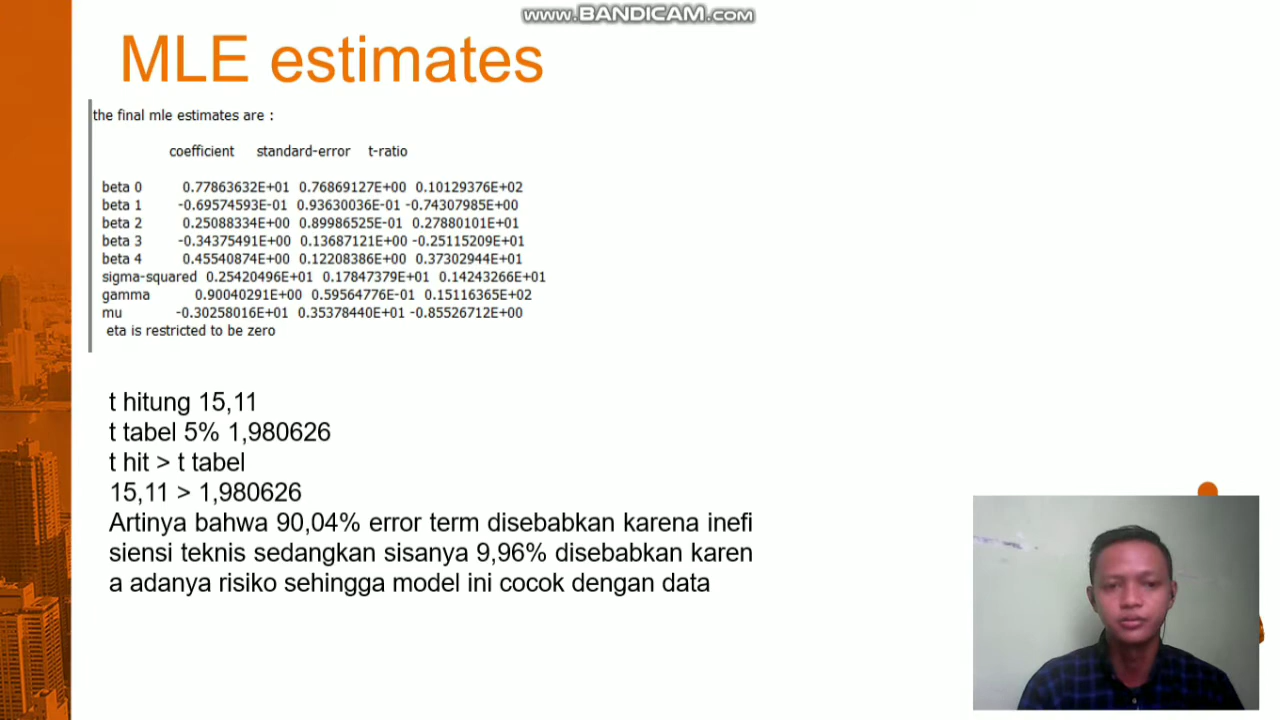 www.BANDICAM.com
MLE estimates
the final mle estimates are :
coefficient standard-error t-ratio
beta 0 0.77863632E+01 0.76869127E+00 0.10129376E+02
beta 1 -0.69574593E-01 0.93630036E-01 -0.74307985E+00
beta 2 0.25088334E+00 0.89986525E-01 0.27880101E+01
beta 3 -0.34375491E+00 0.13687121E+00 -0.25115209E+01
beta 4 0.45540874E+00 0.12208386E+00 0.37302944E+01
sigma-squared 0.25420496E+01 0.17847379E+01 0.14243266E+01
gamma 0.90040291E+00 0.59564776E-01 0.15116365E+02
mu -0.30258016E+01 0.35378440E+01 -0.85526712E+00
eta is restricted to be zero
t hitung 15,11
t tabel 5% 1,980626
t hit > t tabel
15,11 > 1,980626
Artinya bahwa 90,04% error term disebabkan karena inefi
siensi teknis sedangkan sisanya 9,96% disebabkan karen
a adanya risiko sehingga model ini cocok dengan data